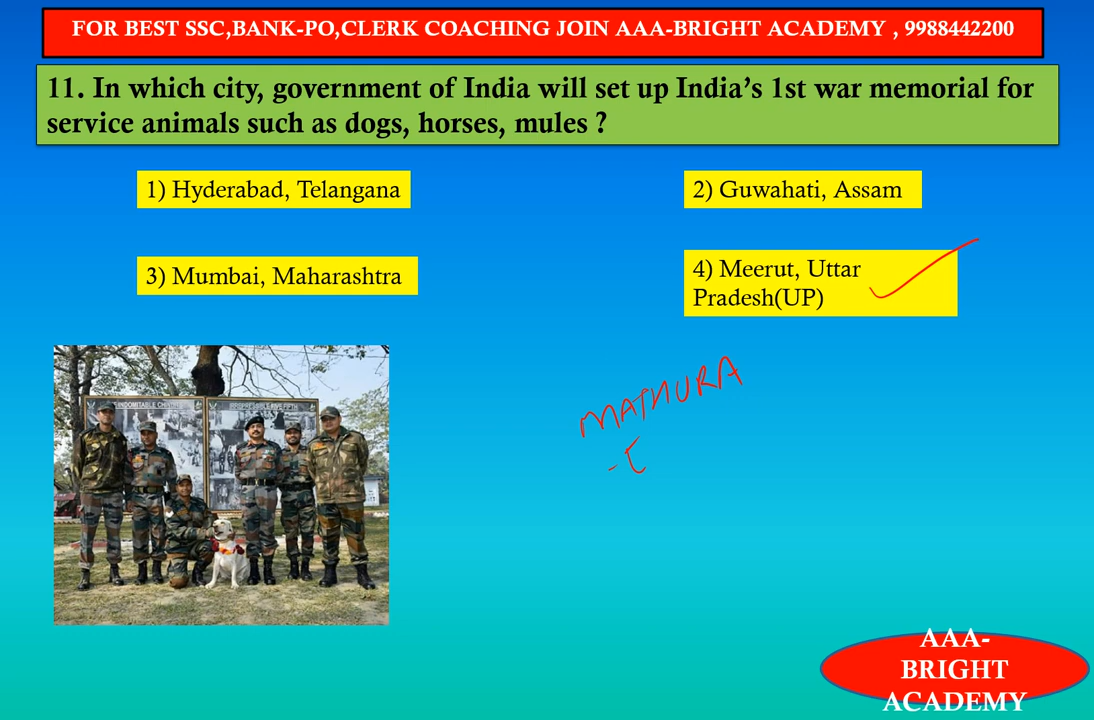 FOR BEST SSC,BANK-PO,CLERK COACHING JOIN AAA-BRIGHT ACADEMY , 9988442200
11. In which city, government of India will set up India's 1st war memorial for
service animals such as dogs, horses, mules ?
1) Hyderabad, Telangana
2) Guwahati, Assam
3) Mumbai, Maharashtra
4) Meerut, Uttar
Pradesh(UP)
MATHURA
AAA-
BRIGHT
ACADEMY